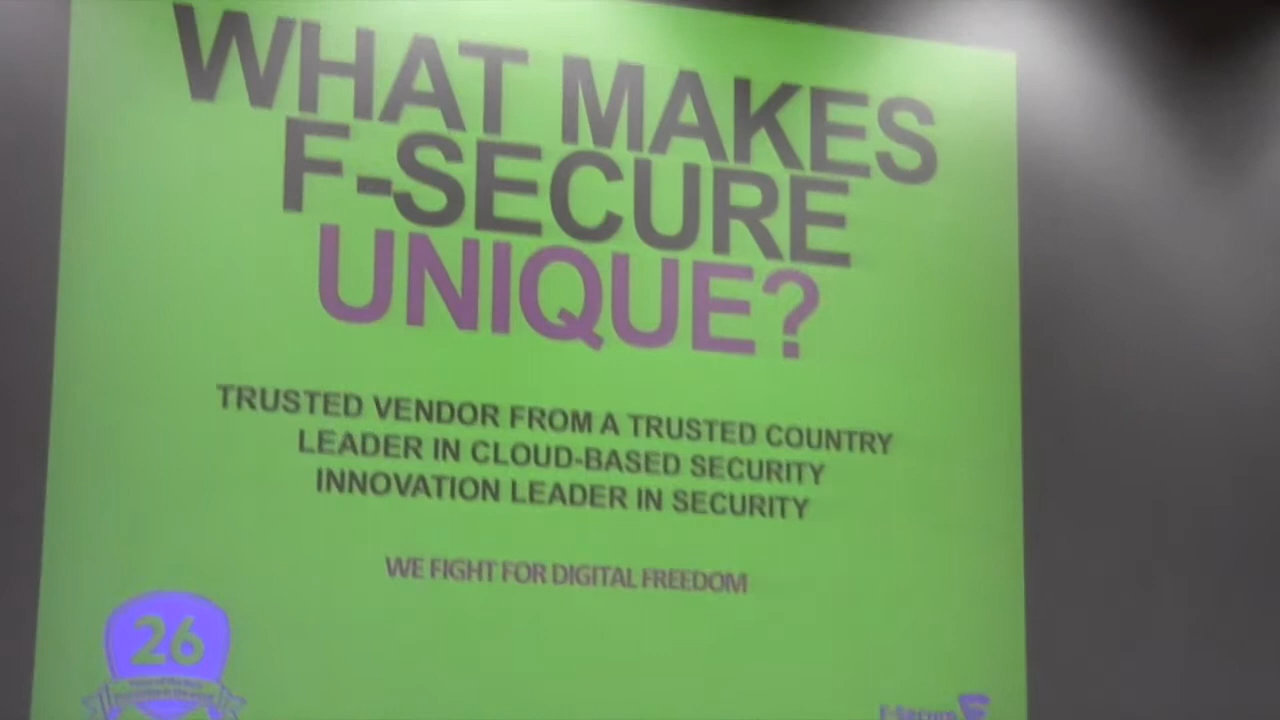 WHAT MAKES
F-SECURE
UNIQUE?
TRUSTED VENDOR FROM A TRUSTED COUNTRY
LEADER IN CLOUD-BASED SECURITY
INNOVATION LEADER IN SECURITY
WE FIGHT FOR DIGITAL FREEDOM
26
F-Secure